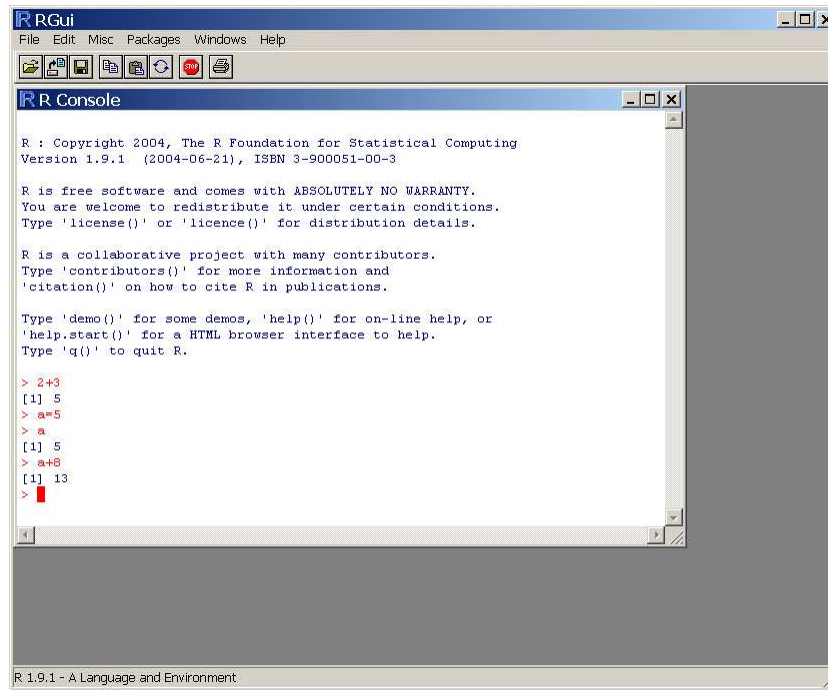 R RGui
File Edit Misc Packages Windows Help
STOP
R R Console
R : Copyright 2004, The R Foundation for Statistical Computing
Version 1.9.1 (2004-06-21), ISBN 3-900051-00-3
R is free software and comes with ABSOLUTELY NO WARRANTY.
You are welcome to redistribute it under certain conditions.
Type 'license()' or 'licence()' for distribution details.
R is a collaborative project with many contributors.
Type 'contributors()' for more information and
'citation()' on how to cite R in publications.
Type 'demo()' for some demos, 'help()' for on-line help, or
'help.start()' for a HTML browser interface to help.
Type 'q()' to quit R.
> 2+3
[1] 5
> a=5
> a
[1] 5
> a+8
[1] 13
>
R 1.9.1 - A Language and Environment